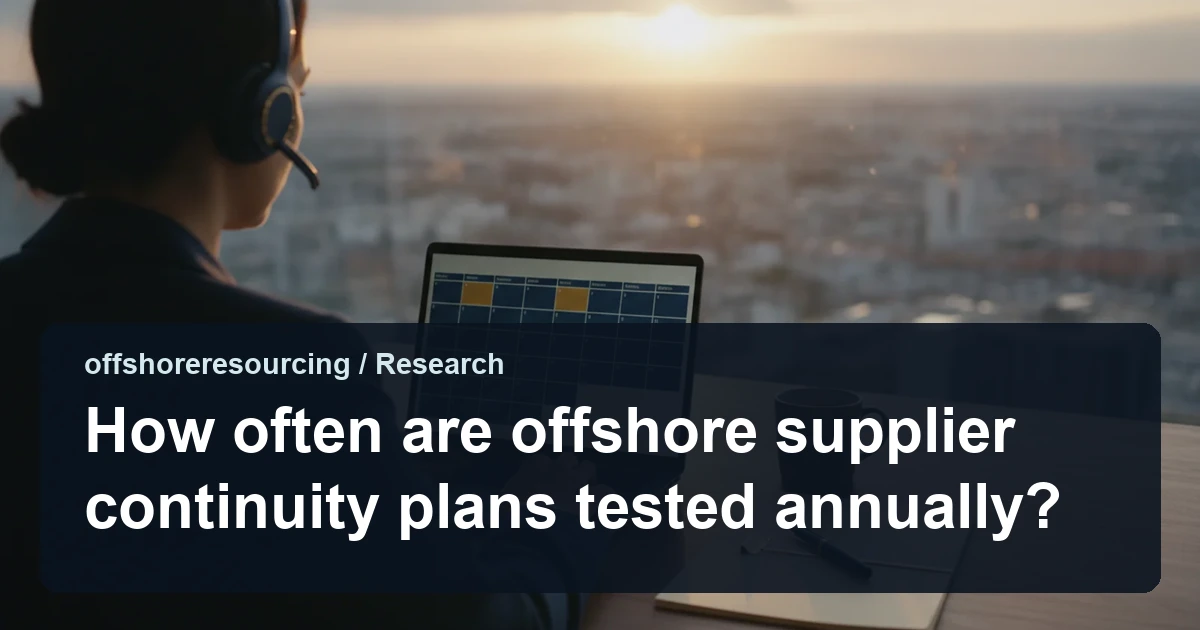 offshoreresourcing / Research
How often are offshore supplier
continuity plans tested annually?